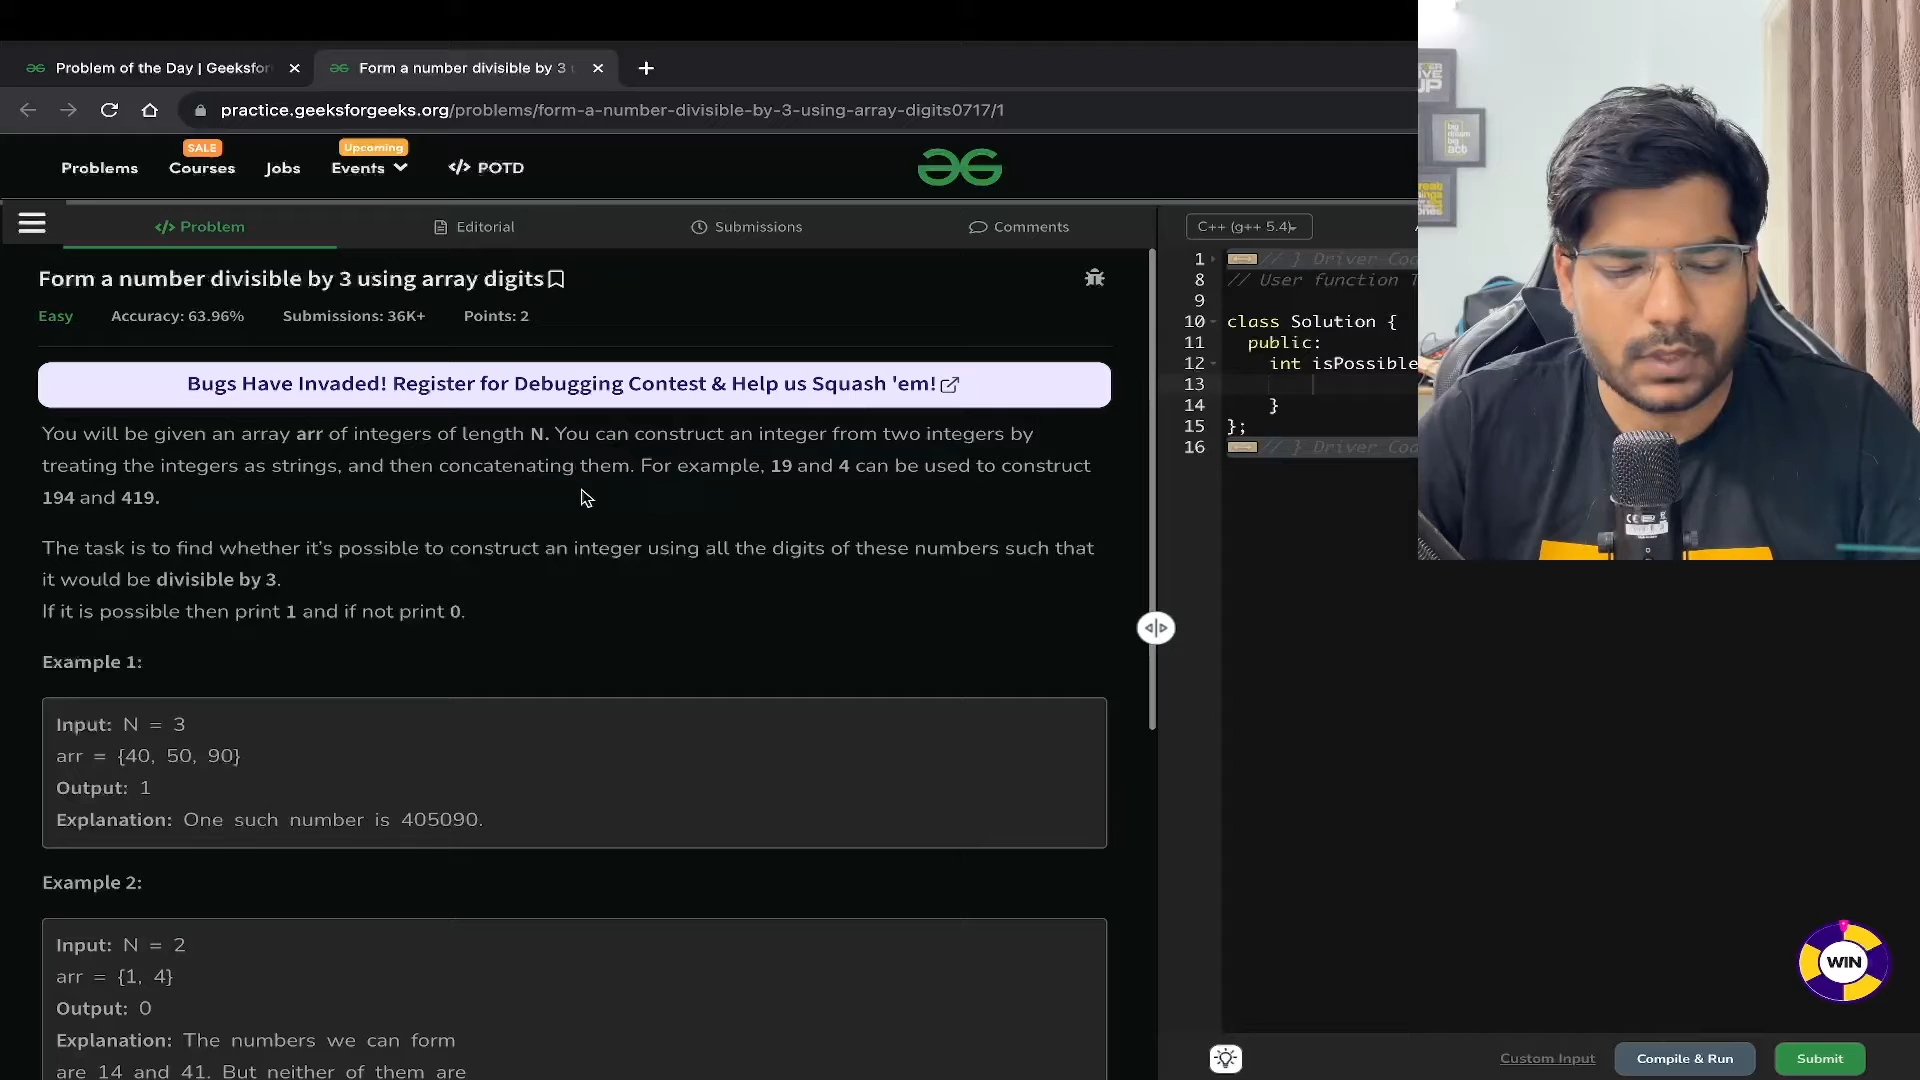 Problem of the Day | Geeksfor
Form a number divisible by 3
practice.geeksforgeeks.org/problems/form-a-number-divisible-by-3-using-array-digits0717/1
SALE
Upcoming
Problems
Courses
Jobs
Events
</> POTD
</> Problem
Editorial
Submissions
Comments
C++ (g++ 5.4)
Form a number divisible by 3 using array digits
Easy
Accuracy: 63.96%
Submissions: 36K+
Points: 2
Bugs Have Invaded! Register for Debugging Contest & Help us Squash 'em!
You will be given an array arr of integers of length N. You can construct an integer from two integers by
treating the integers as strings, and then concatenating them. For example, 19 and 4 can be used to construct
194 and 419.
The task is to find whether it's possible to construct an integer using all the digits of these numbers such that
it would be divisible by 3.
If it is possible then print 1 and if not print 0.
Example 1:
Input: N = 3
arr = {40, 50, 90}
Output: 1
Explanation: One such number is 405090.
Example 2:
Input: N = 2
arr = {1, 4}
Output: 0
Explanation: The numbers we can form
are 14 and 41. But neither of them are
1 // } Driver Cod
8 // User function T
9
10 class Solution {
11 public:
12 int isPossible
13
14 }
15 };
16 // } Driver Cod
big
dream
big
act
WIN
Custom Input
Compile & Run
Submit